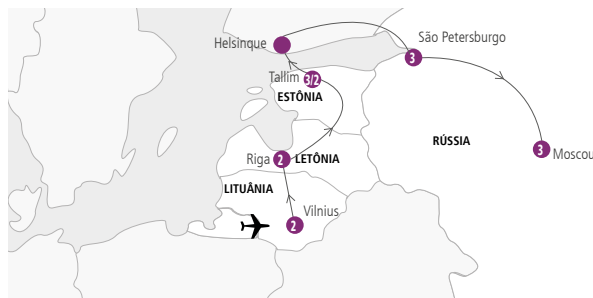 São Petersburgo
Helsinque
3
Tallim
3/2
ESTÔNIA
RÚSSIA
3
Moscou
Riga
2
LETÔNIA
LITUÂNIA
Vilnius
2